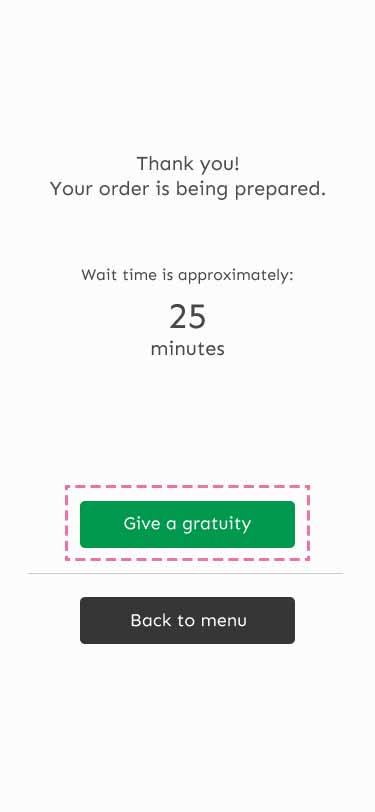 Thank you!
Your order is being prepared.
Wait time is approximately:
25
minutes
Give a gratuity
Back to menu